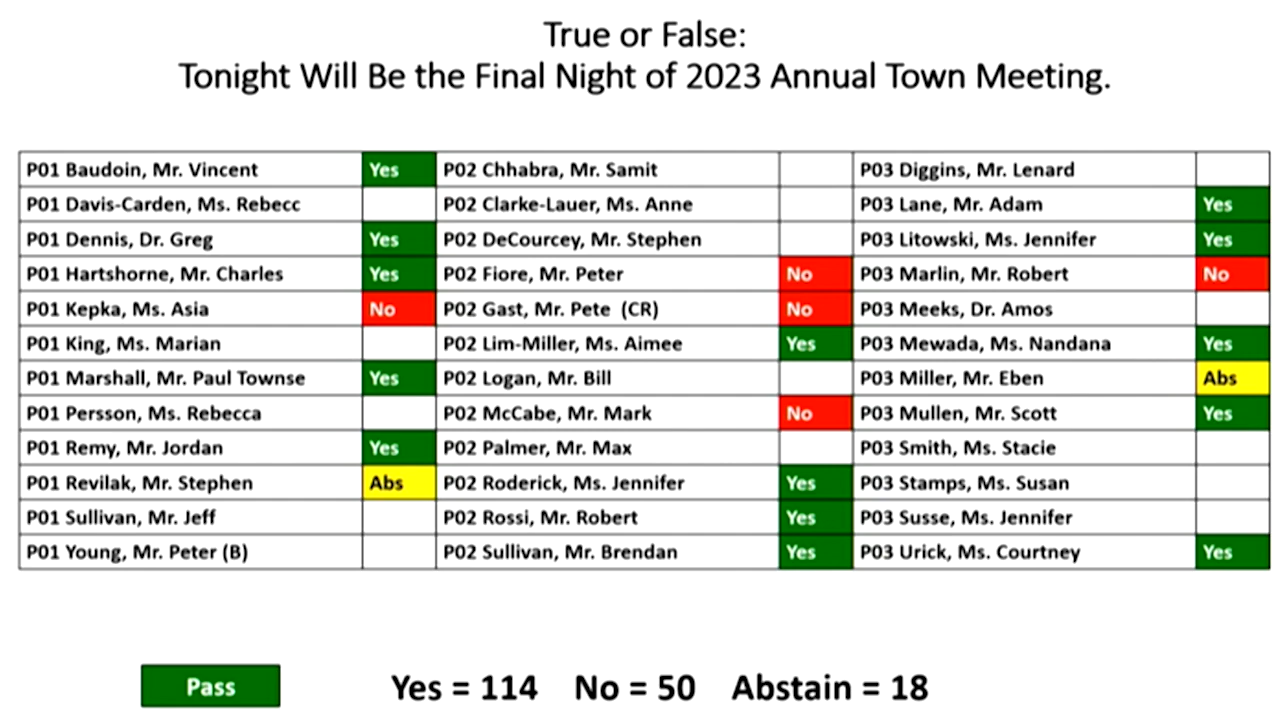 True or False:
Tonight Will Be the Final Night of 2023 Annual Town Meeting.
P01 Baudoin, Mr. Vincent Yes P02 Chhabra, Mr. Samit P03 Diggins, Mr. Lenard
P01 Davis-Carden, Ms. Rebecc P02 Clarke-Lauer, Ms. Anne P03 Lane, Mr. Adam Yes
P01 Dennis, Dr. Greg Yes P02 DeCourcey, Mr. Stephen P03 Litowski, Ms. Jennifer Yes
P01 Hartshorne, Mr. Charles Yes P02 Fiore, Mr. Peter No P03 Marlin, Mr. Robert No
P01 Kepka, Ms. Asia No P02 Gast, Mr. Pete (CR) No P03 Meeks, Dr. Amos
P01 King, Ms. Marian P02 Lim-Miller, Ms. Aimee Yes P03 Mewada, Ms. Nandana Yes
P01 Marshall, Mr. Paul Townse Yes P02 Logan, Mr. Bill P03 Miller, Mr. Eben Abs
P01 Persson, Ms. Rebecca P02 McCabe, Mr. Mark No P03 Mullen, Mr. Scott Yes
P01 Remy, Mr. Jordan Yes P02 Palmer, Mr. Max P03 Smith, Ms. Stacie
P01 Revilak, Mr. Stephen Abs P02 Roderick, Ms. Jennifer Yes P03 Stamps, Ms. Susan
P01 Sullivan, Mr. Jeff P02 Rossi, Mr. Robert Yes P03 Susse, Ms. Jennifer
P01 Young, Mr. Peter (B) P02 Sullivan, Mr. Brendan Yes P03 Urick, Ms. Courtney Yes
Pass Yes = 114 No = 50 Abstain = 18